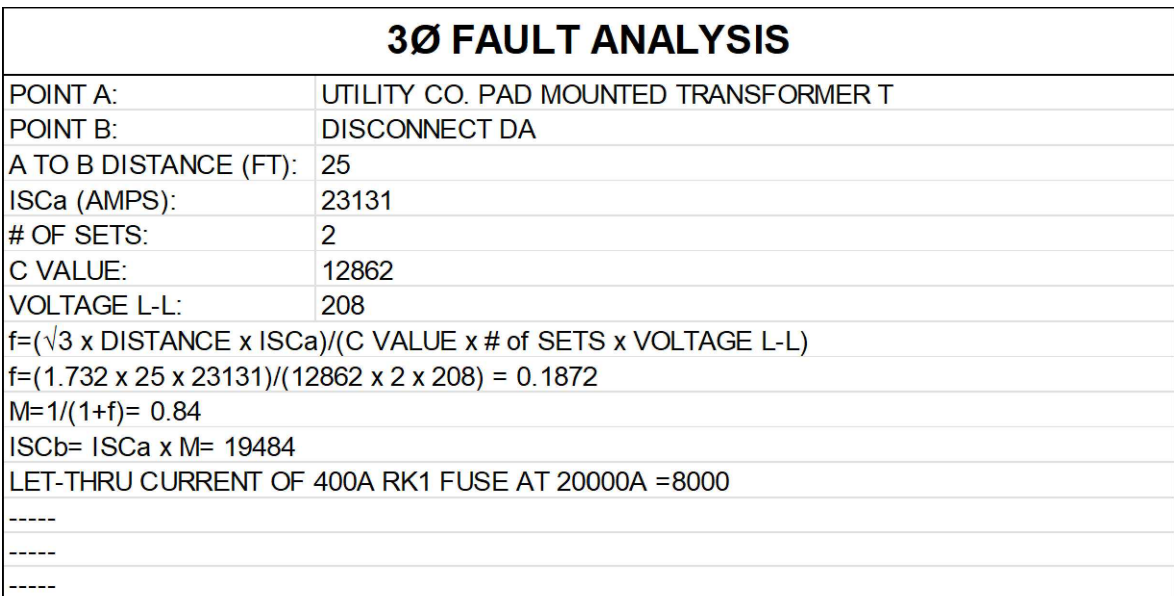 3Ø FAULT ANALYSIS
POINT A: UTILITY CO. PAD MOUNTED TRANSFORMER T
POINT B: DISCONNECT DA
A TO B DISTANCE (FT): 25
ISCa (AMPS): 23131
# OF SETS: 2
C VALUE: 12862
VOLTAGE L-L: 208
f=(√3 x DISTANCE x ISCa)/(C VALUE x # of SETS x VOLTAGE L-L)
f=(1.732 x 25 x 23131)/(12862 x 2 x 208) = 0.1872
M=1/(1+f)= 0.84
ISCb= ISCa x M= 19484
LET-THRU CURRENT OF 400A RK1 FUSE AT 20000A =8000
-----
-----
-----